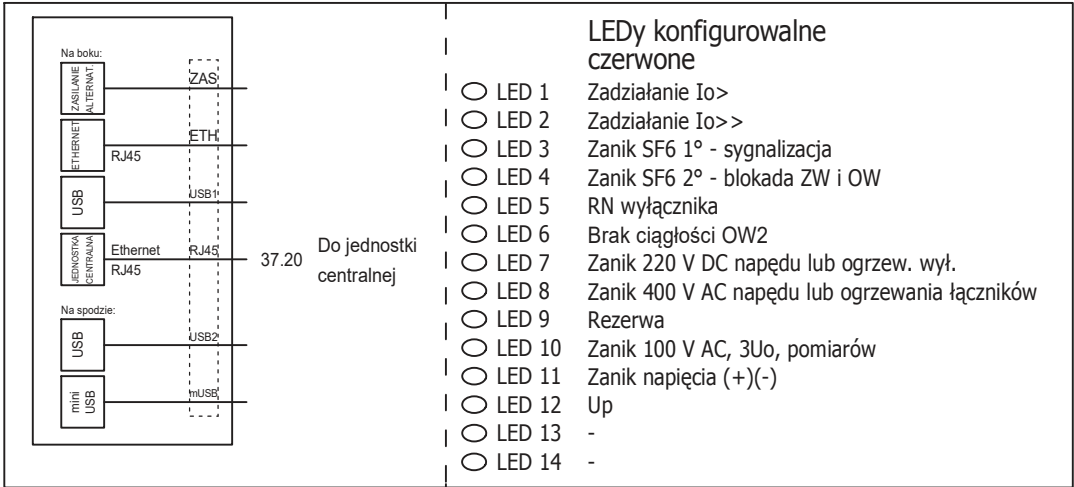 Na boku:
ZASILANIE
ALTERNAT.
ZAS
ETHERNET
RJ45
ETH
USB
USB1
JEDNOSTKA
CENTRALNA
Ethernet
RJ45
RJ45
37.20
Do jednostki
centralnej
Na spodzie:
USB
USB2
mini
USB
mUSB
LEDy konfigurowalne
czerwone
LED 1 Zadziałanie Io>
LED 2 Zadziałanie Io>>
LED 3 Zanik SF6 1° - sygnalizacja
LED 4 Zanik SF6 2° - blokada ZW i OW
LED 5 RN wyłącznika
LED 6 Brak ciągłości OW2
LED 7 Zanik 220 V DC napędu lub ogrzew. wył.
LED 8 Zanik 400 V AC napędu lub ogrzewania łączników
LED 9 Rezerwa
LED 10 Zanik 100 V AC, 3Uo, pomiarów
LED 11 Zanik napięcia (+)(-)
LED 12 Up
LED 13 -
LED 14 -